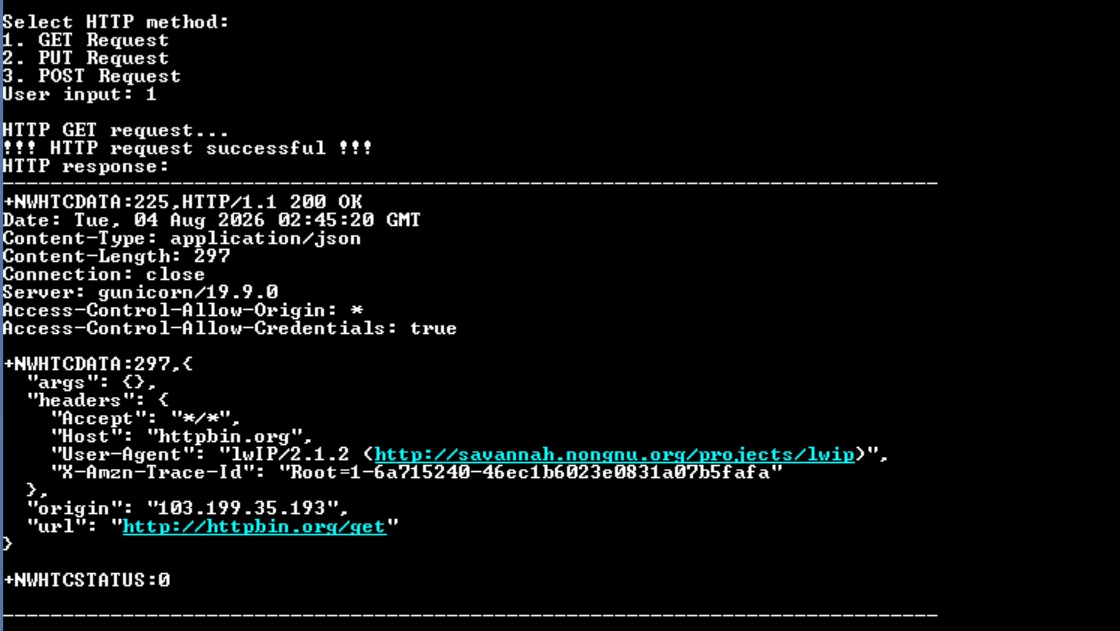 Select HTTP method:
1. GET Request
2. PUT Request
3. POST Request
User input: 1
HTTP GET request...
!!! HTTP request successful !!!
HTTP response:
+NWHTCDATA:225,HTTP/1.1 200 OK
Date: Tue, 04 Aug 2026 02:45:20 GMT
Content-Type: application/json
Content-Length: 297
Connection: close
Server: gunicorn/19.9.0
Access-Control-Allow-Origin: *
Access-Control-Allow-Credentials: true
+NWHTCDATA:297,{
  "args": {},
  "headers": {
    "Accept": "*/*",
    "Host": "httpbin.org",
    "User-Agent": "lwIP/2.1.2 (http://savannah.nongnu.org/projects/lwip)",
    "X-Amzn-Trace-Id": "Root=1-6a715240-46ec1b6023e0831a07b5fafa"
  },
  "origin": "103.199.35.193",
  "url": "http://httpbin.org/get"
}
+NWHTCSTATUS:0